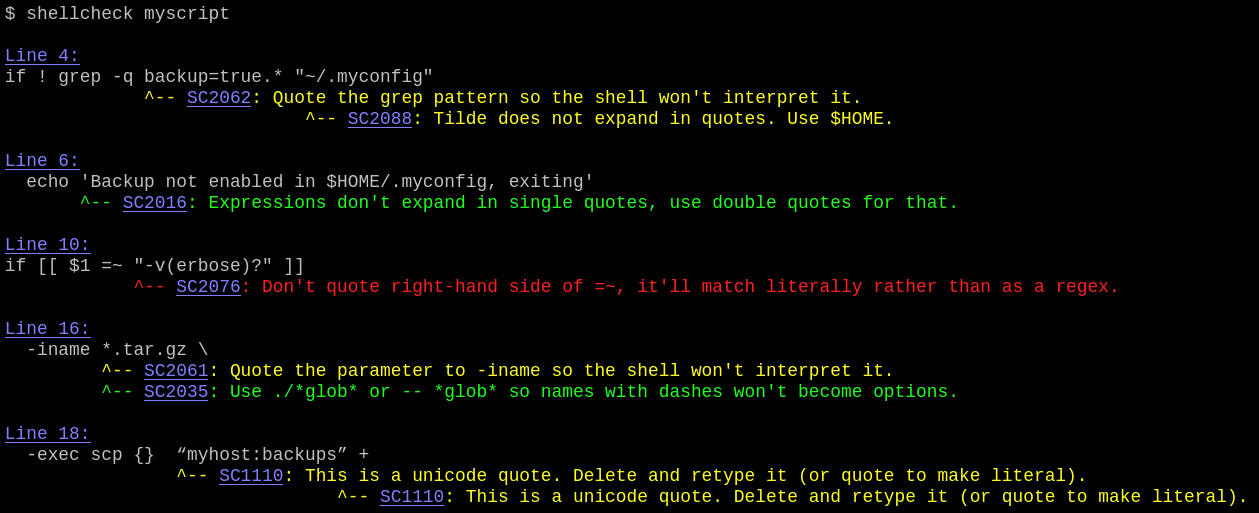 $ shellcheck myscript
Line 4:
if ! grep -q backup=true.* "~/.myconfig"
^-- SC2062: Quote the grep pattern so the shell won't interpret it.
^-- SC2088: Tilde does not expand in quotes. Use $HOME.
Line 6:
echo 'Backup not enabled in $HOME/.myconfig, exiting'
^-- SC2016: Expressions don't expand in single quotes, use double quotes for that.
Line 10:
if [[ $1 =~ "-v(erbose)?" ]]
^-- SC2076: Don't quote right-hand side of =~, it'll match literally rather than as a regex.
Line 16:
-iname *.tar.gz \
^-- SC2061: Quote the parameter to -iname so the shell won't interpret it.
^-- SC2035: Use ./*glob* or -- *glob* so names with dashes won't become options.
Line 18:
-exec scp {}  “myhost:backups” +
^-- SC1110: This is a unicode quote. Delete and retype it (or quote to make literal).
^-- SC1110: This is a unicode quote. Delete and retype it (or quote to make literal).